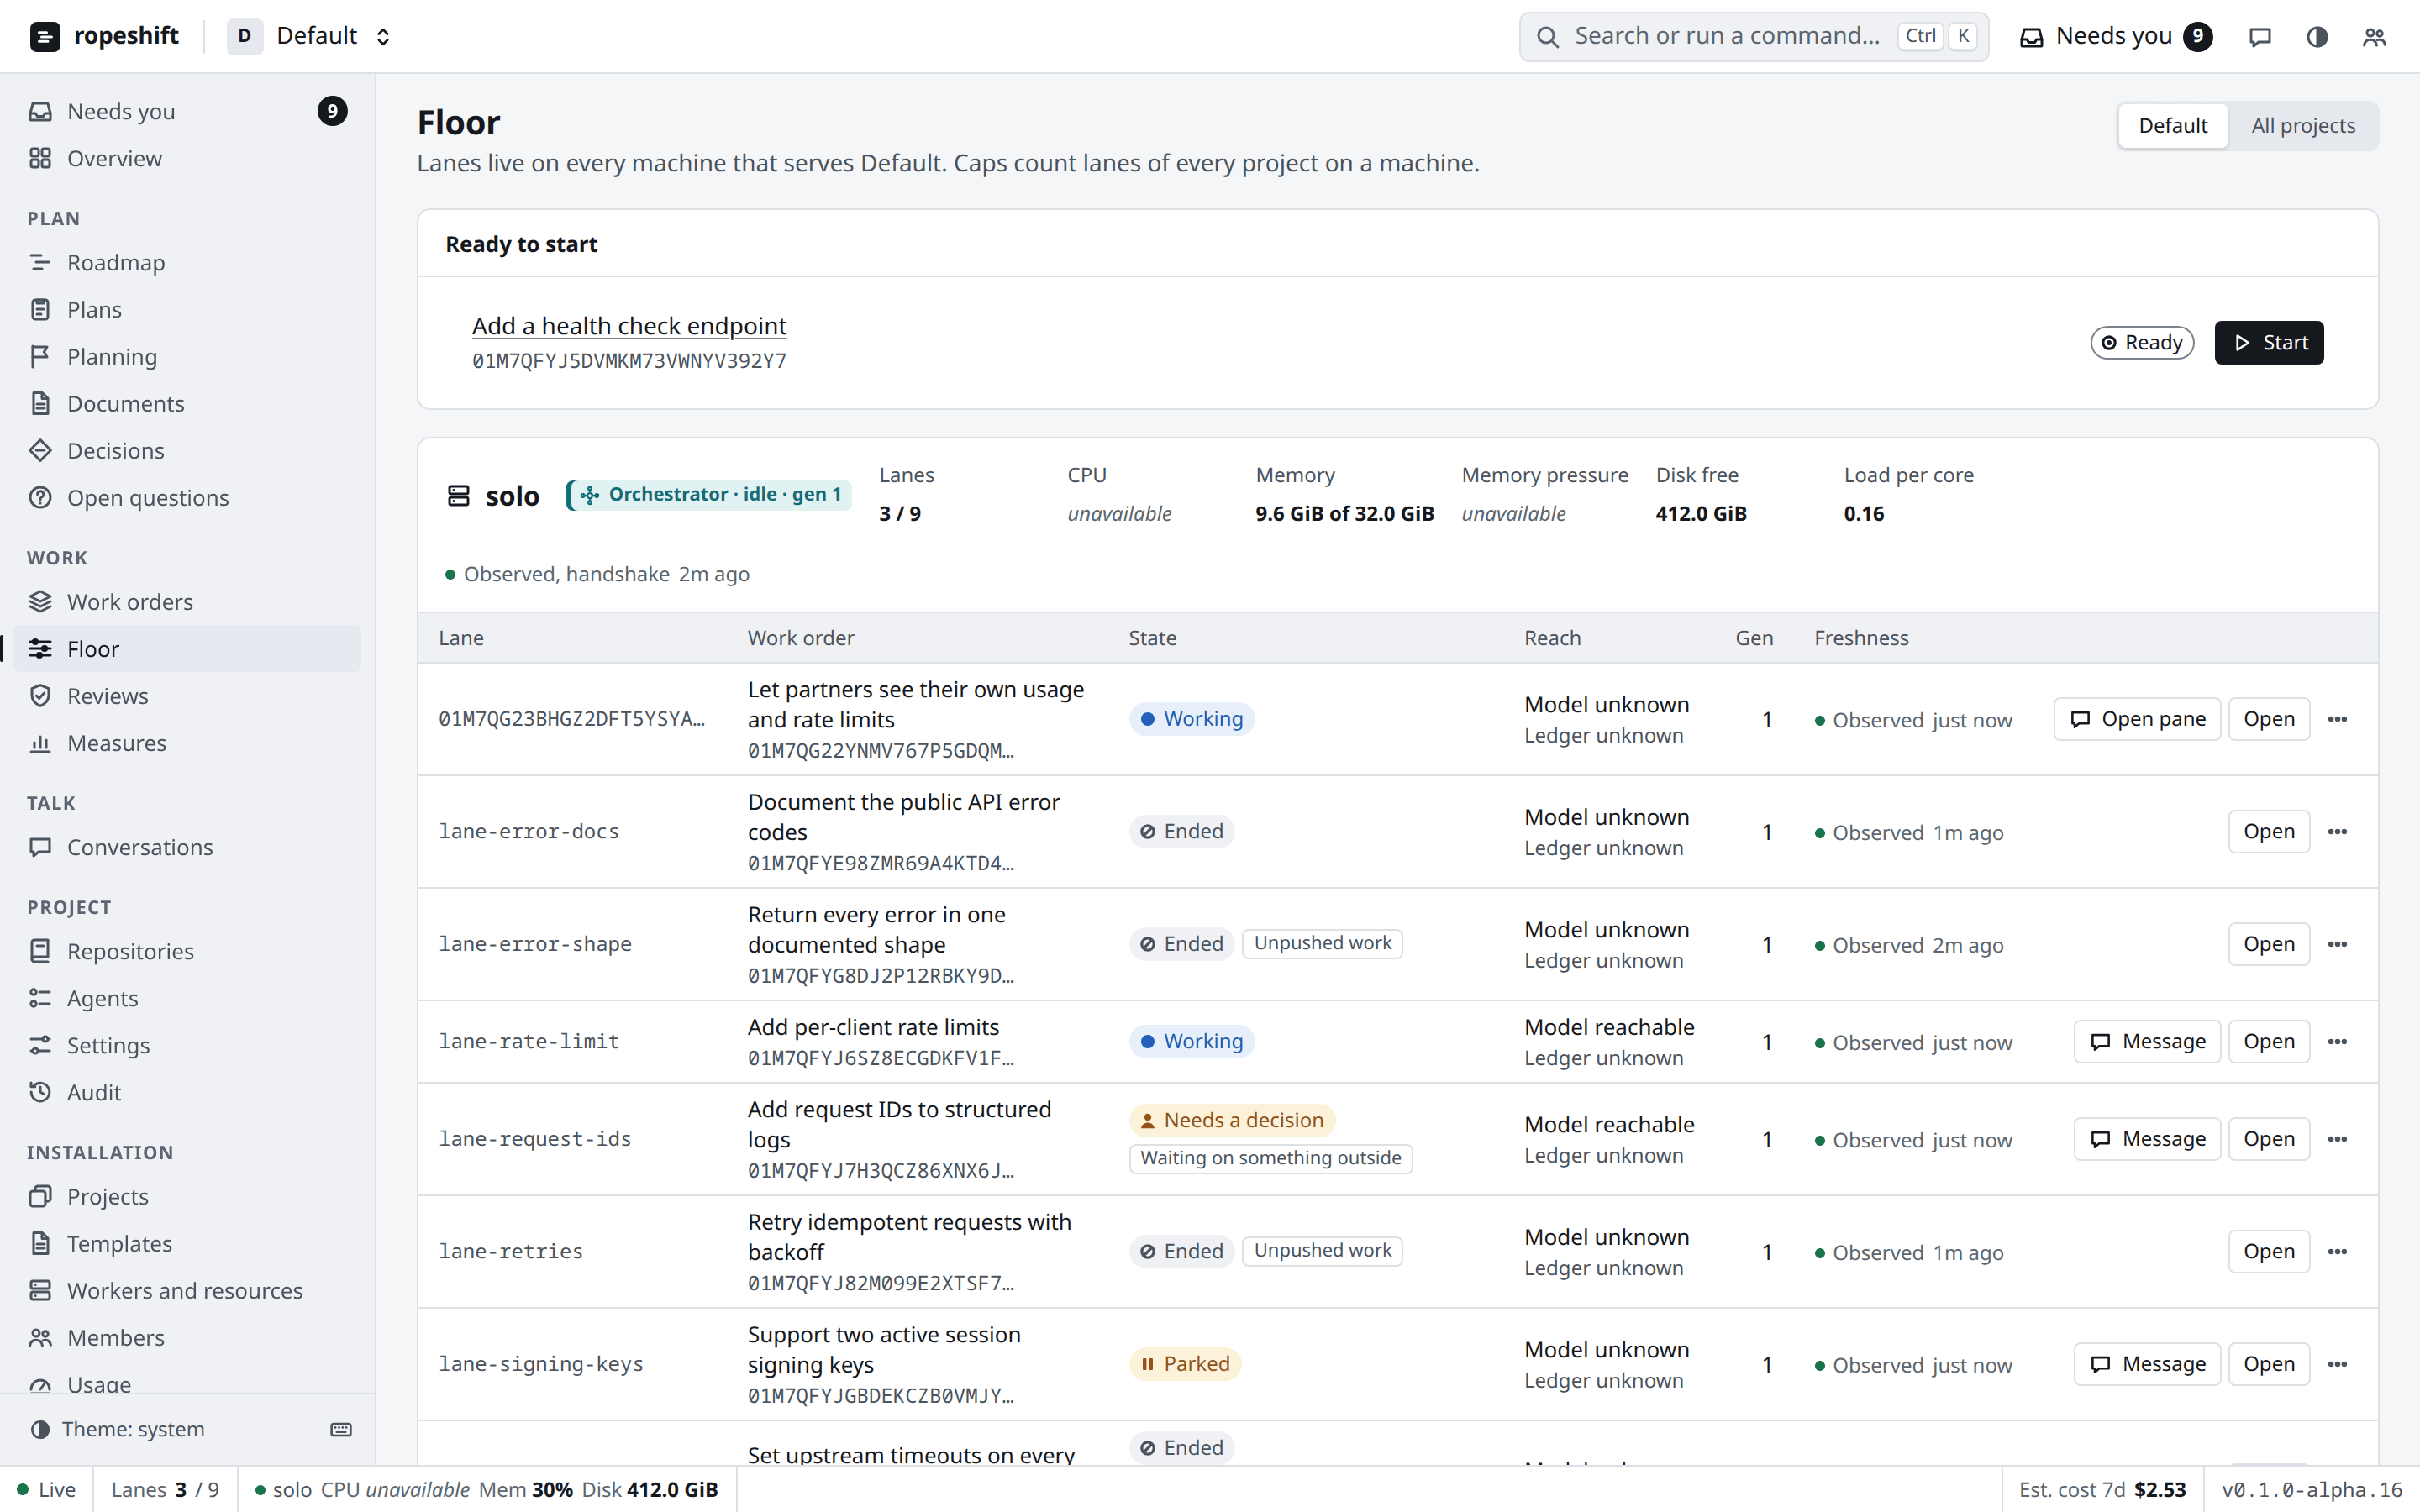 ropeshift
D Default
Search or run a command... Ctrl K
Needs you 9
Needs you 9
Overview
PLAN
Roadmap
Plans
Planning
Documents
Decisions
Open questions
WORK
Work orders
Floor
Reviews
Measures
TALK
Conversations
PROJECT
Repositories
Agents
Settings
Audit
INSTALLATION
Projects
Templates
Workers and resources
Members
Usage
Theme: system
Floor
Lanes live on every machine that serves Default. Caps count lanes of every project on a machine.
Default All projects
Ready to start
Add a health check endpoint
01M7QFYJ5DVMKM73VWNYV392Y7
Ready Start
solo Orchestrator · idle · gen 1
Lanes CPU Memory Memory pressure Disk free Load per core
3 / 9 unavailable 9.6 GiB of 32.0 GiB unavailable 412.0 GiB 0.16
Observed, handshake 2m ago
Lane Work order State Reach Gen Freshness
01M7QG23BHGZ2DFT5YSYA…
Let partners see their own usage
and rate limits
01M7QG22YNMV767P5GDQM…
Working
Model unknown
Ledger unknown
1 Observed just now Open pane Open
lane-error-docs
Document the public API error
codes
01M7QFYE98ZMR69A4KTD4…
Ended
Model unknown
Ledger unknown
1 Observed 1m ago Open
lane-error-shape
Return every error in one
documented shape
01M7QFYG8DJ2P12RBKY9D…
Ended Unpushed work
Model unknown
Ledger unknown
1 Observed 2m ago Open
lane-rate-limit
Add per-client rate limits
01M7QFYJ6SZ8ECGDKFV1F…
Working
Model reachable
Ledger unknown
1 Observed just now Message Open
lane-request-ids
Add request IDs to structured
logs
01M7QFYJ7H3QCZ86XNX6J…
Needs a decision
Waiting on something outside
Model reachable
Ledger unknown
1 Observed just now Message Open
lane-retries
Retry idempotent requests with
backoff
01M7QFYJ82M099E2XTSF7…
Ended Unpushed work
Model unknown
Ledger unknown
1 Observed 1m ago Open
lane-signing-keys
Support two active session
signing keys
01M7QFYJGBDEKCZB0VMJY…
Parked
Model unknown
Ledger unknown
1 Observed just now Message Open
Set upstream timeouts on every
Ended
Live Lanes 3 / 9 solo CPU unavailable Mem 30% Disk 412.0 GiB
Est. cost 7d $2.53 v0.1.0-alpha.16